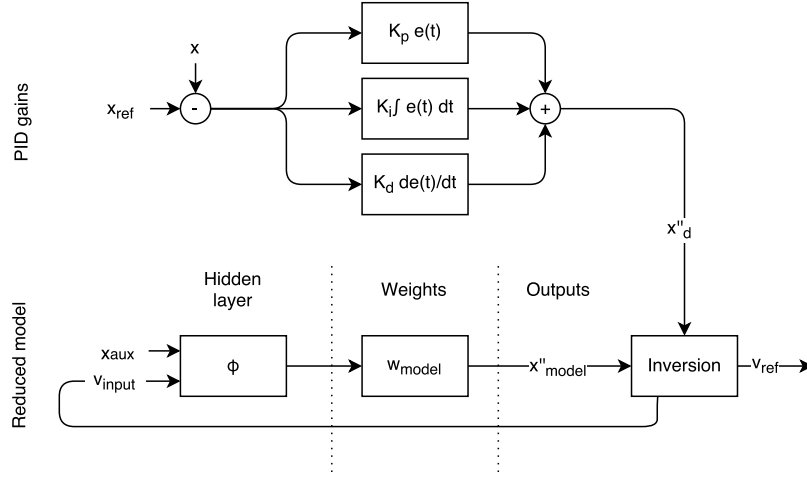 PID gains
x
x_ref
-
K_p e(t)
K_i∫ e(t) dt
K_d de(t)/dt
+
x"_d
Reduced model
Hidden
layer
Weights
Outputs
x_aux
v_input
ϕ
w_model
x"_model
Inversion
v_ref